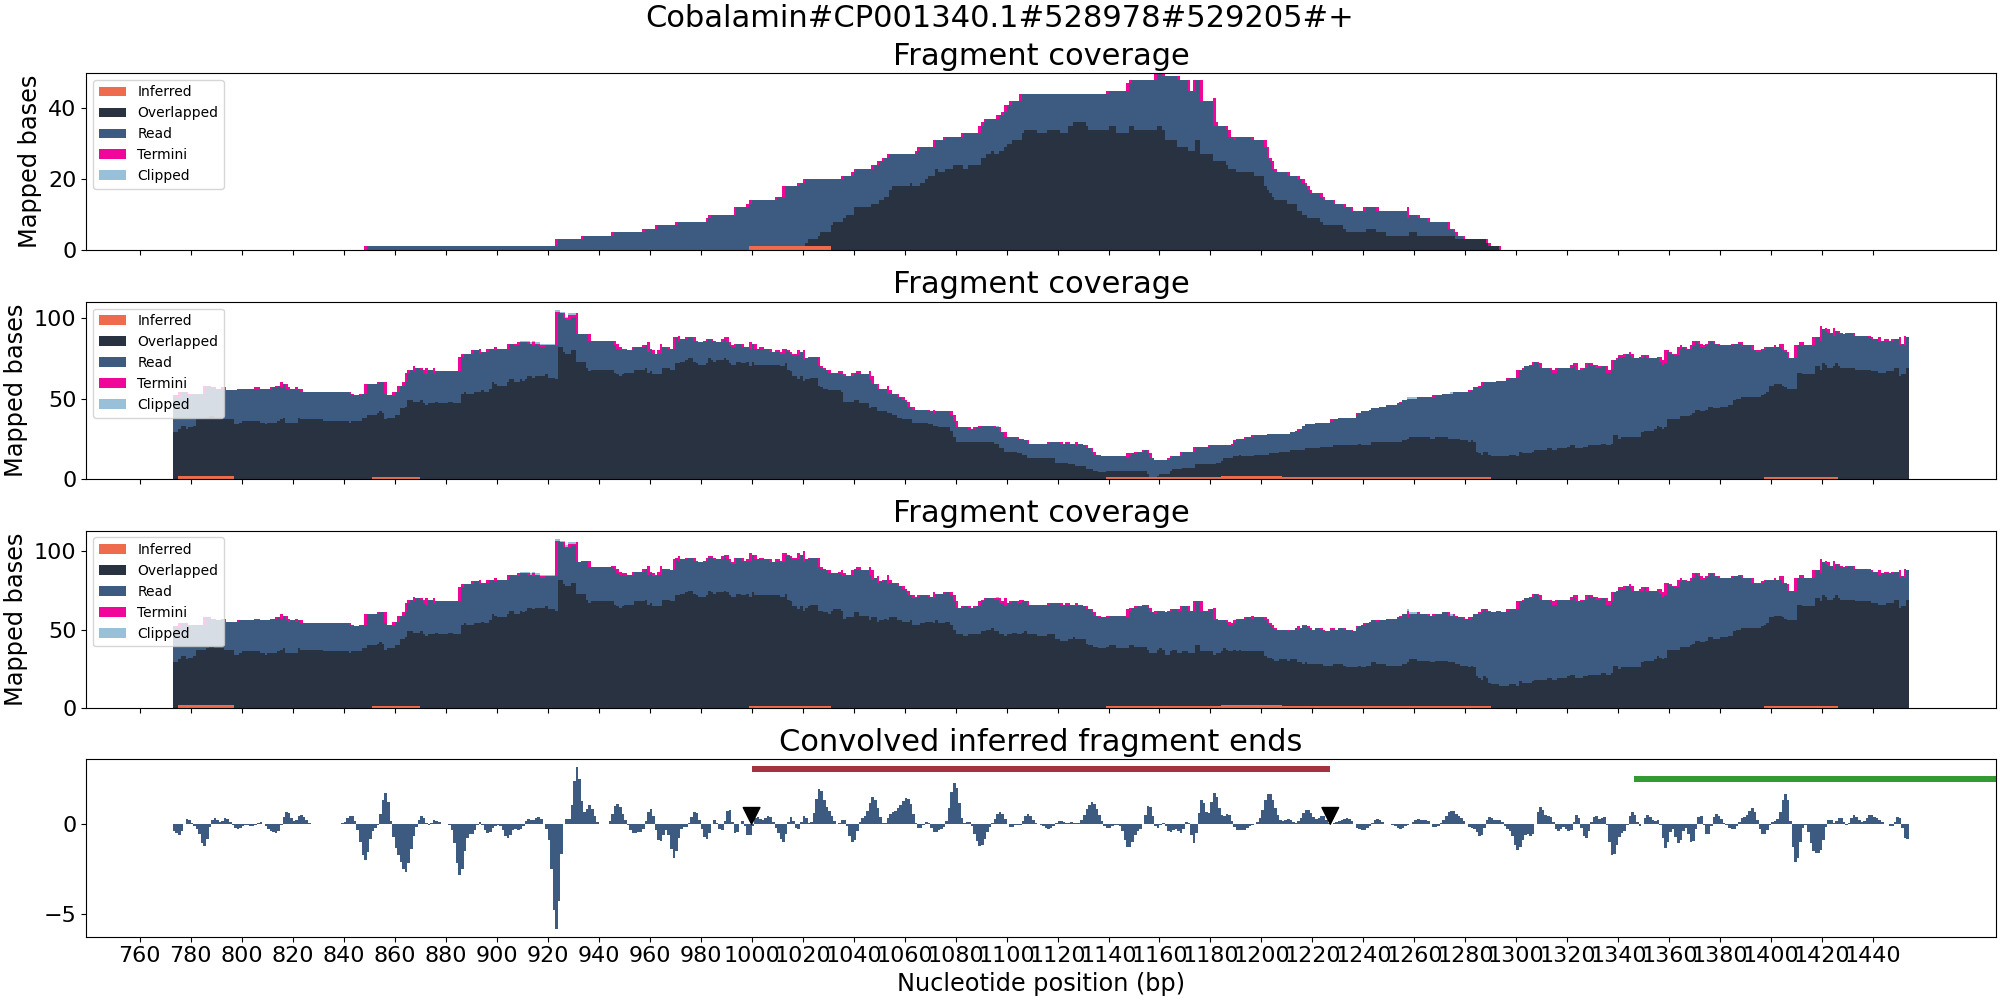 Cobalamin#CP001340.1#528978#529205#+
Fragment coverage
Mapped bases
40
20
0
Inferred
Overlapped
Read
Termini
Clipped
Fragment coverage
Mapped bases
100
50
0
Inferred
Overlapped
Read
Termini
Clipped
Fragment coverage
Mapped bases
100
50
0
Inferred
Overlapped
Read
Termini
Clipped
Convolved inferred fragment ends
0
−5
760 780 800 820 840 860 880 900 920 940 960 980 1000 1020 1040 1060 1080 1100 1120 1140 1160 1180 1200 1220 1240 1260 1280 1300 1320 1340 1360 1380 1400 1420 1440
Nucleotide position (bp)